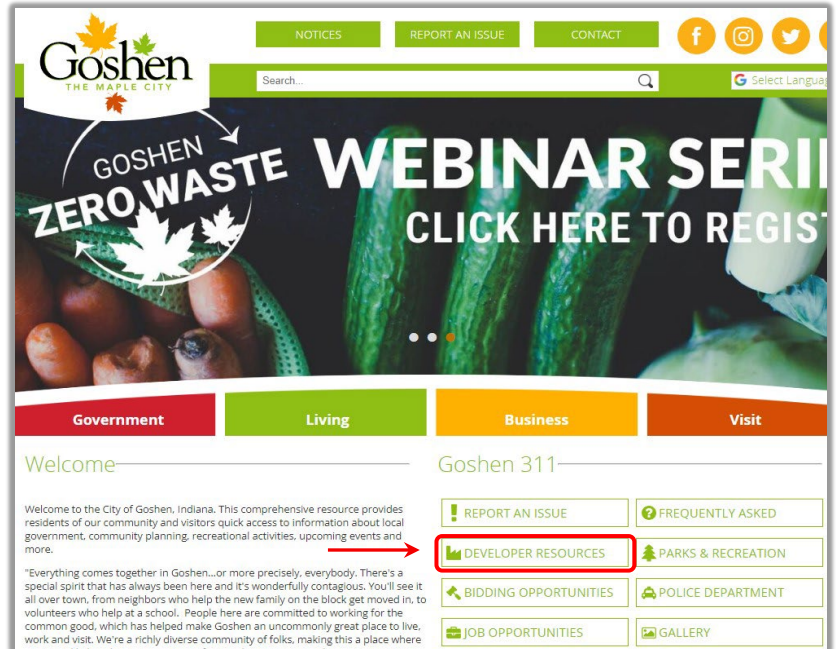 Goshen
THE MAPLE CITY
NOTICES
REPORT AN ISSUE
CONTACT
Search...
G Select Languag
GOSHEN
ZERO WASTE
WEBINAR SERI
CLICK HERE TO REGIS
Government
Living
Business
Visit
Welcome
Welcome to the City of Goshen, Indiana. This comprehensive resource provides
residents of our community and visitors quick access to information about local
government, community planning, recreational activities, upcoming events and
more.
"Everything comes together in Goshen...or more precisely, everybody. There's a
special spirit that has always been here and it's wonderfully contagious. You'll see it
all over town, from neighbors who help the new family on the block get moved in, to
volunteers who help at a school. People here are committed to working for the
common good, which has helped make Goshen an uncommonly great place to live,
work and visit. We're a richly diverse community of folks, making this a place where
Goshen 311
REPORT AN ISSUE
FREQUENTLY ASKED
DEVELOPER RESOURCES
PARKS & RECREATION
BIDDING OPPORTUNITIES
POLICE DEPARTMENT
JOB OPPORTUNITIES
GALLERY